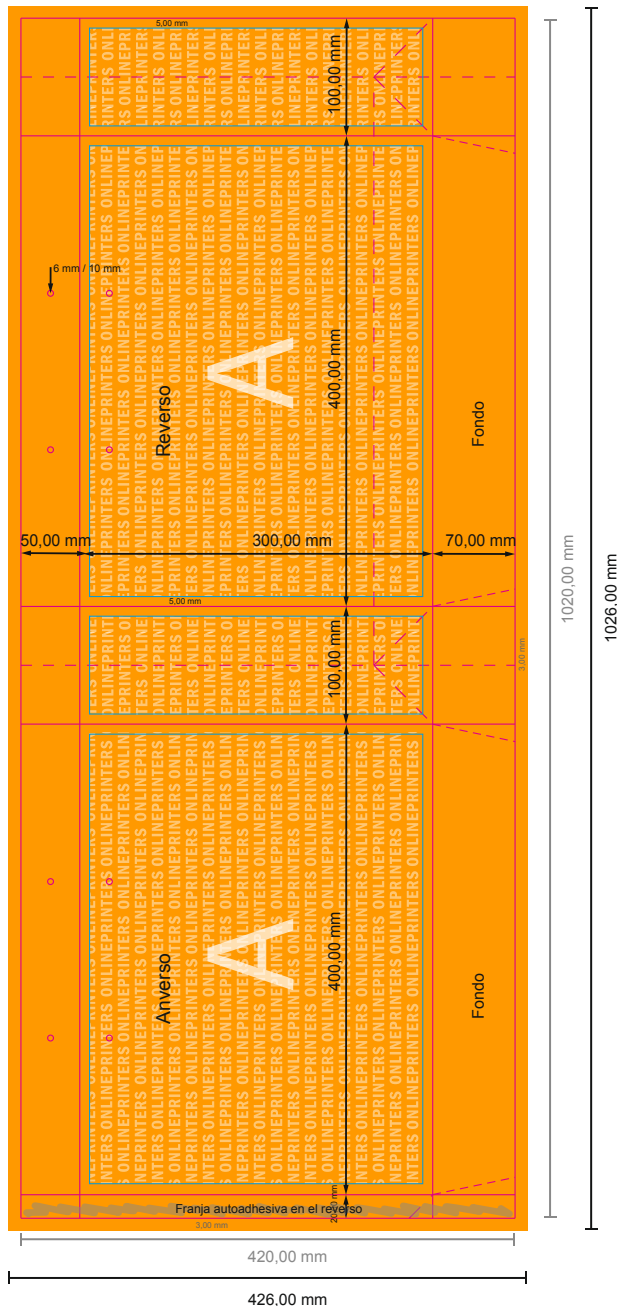 5,00 mm
100,00 mm
6 mm / 10 mm
A
Reverso
400,00 mm
Fondo
50,00 mm
300,00 mm
70,00 mm
5,00 mm
1020,00 mm
1026,00 mm
100,00 mm
3,00 mm
A
Anverso
400,00 mm
Fondo
Franja autoadhesiva en el reverso
3,00 mm
420,00 mm
426,00 mm
ONLINEPRINTERS ONLINEPRINTERS ONLINEPRINTERS